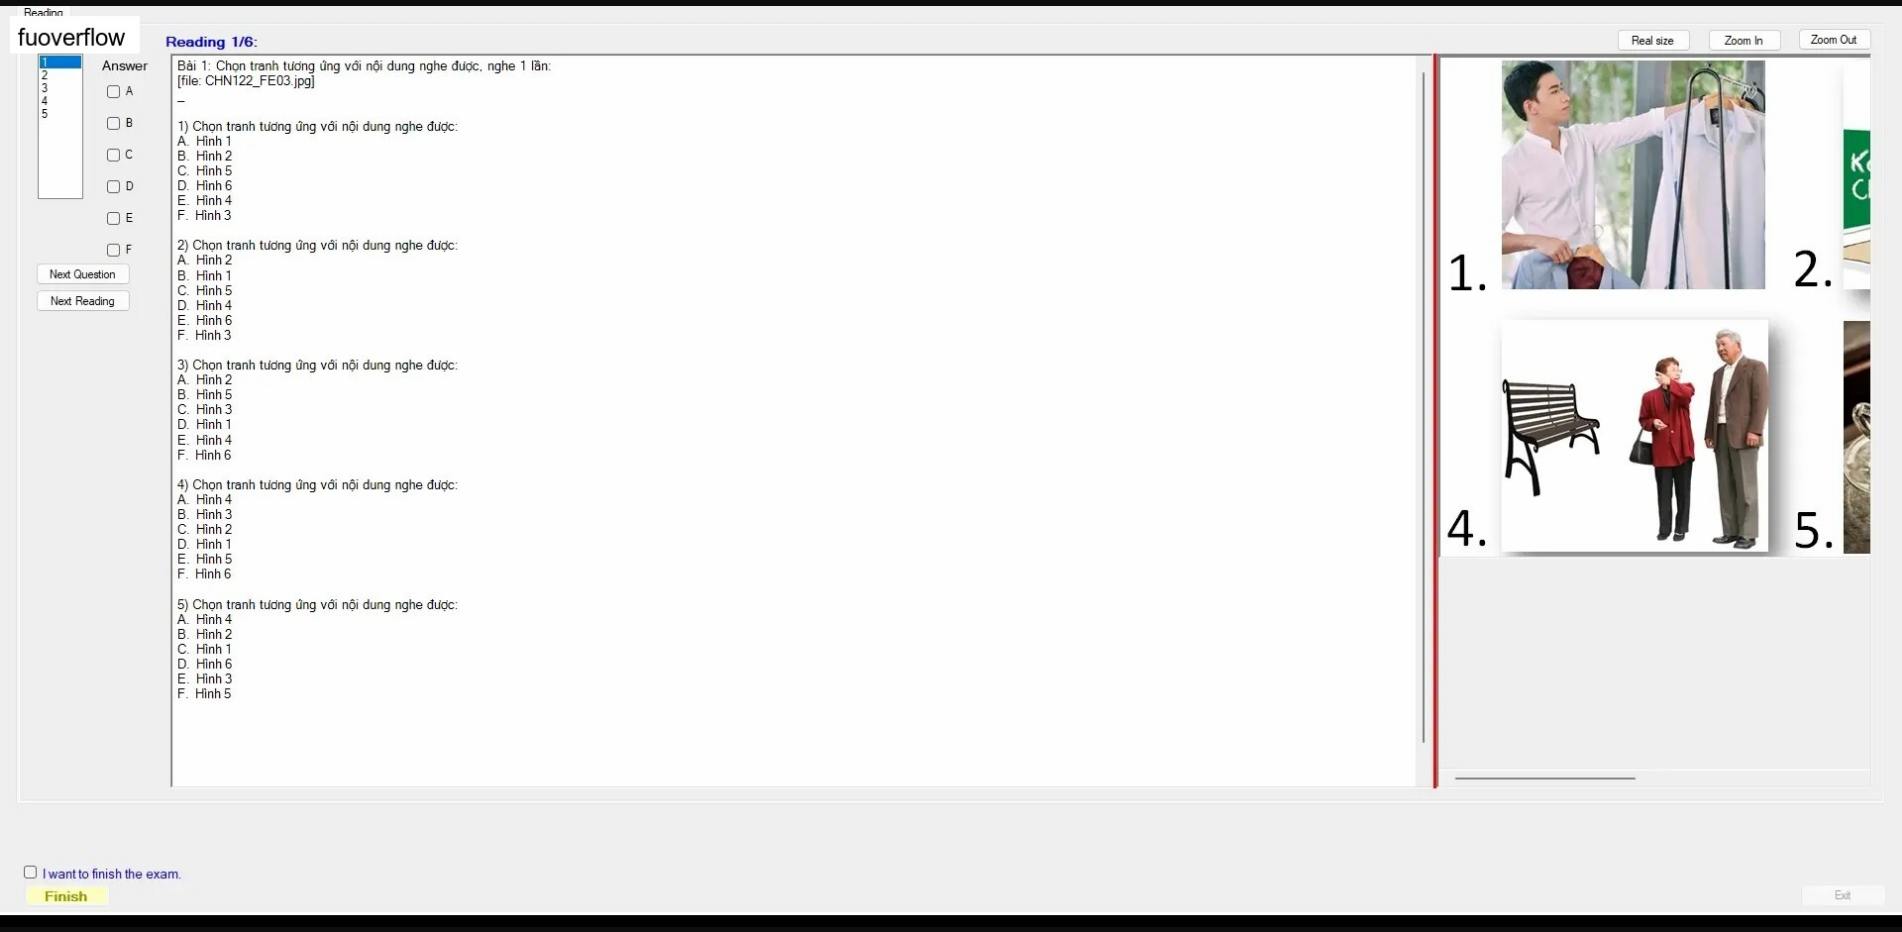 Reading
fuoverflow
Reading 1/6:
Real size
Zoom In
Zoom Out
1
2
3
4
5
Answer
A
B
C
D
E
F
Next Question
Next Reading
Bài 1: Chọn tranh tương ứng với nội dung nghe được, nghe 1 lần:
[file: CHN122_FE03.jpg]
_
1) Chọn tranh tương ứng với nội dung nghe được:
A. Hình 1
B. Hình 2
C. Hình 5
D. Hình 6
E. Hình 4
F. Hình 3
2) Chọn tranh tương ứng với nội dung nghe được:
A. Hình 2
B. Hình 1
C. Hình 5
D. Hình 4
E. Hình 6
F. Hình 3
3) Chọn tranh tương ứng với nội dung nghe được:
A. Hình 2
B. Hình 5
C. Hình 3
D. Hình 1
E. Hình 4
F. Hình 6
4) Chọn tranh tương ứng với nội dung nghe được:
A. Hình 4
B. Hình 3
C. Hình 2
D. Hình 1
E. Hình 5
F. Hình 6
5) Chọn tranh tương ứng với nội dung nghe được:
A. Hình 4
B. Hình 2
C. Hình 1
D. Hình 6
E. Hình 3
F. Hình 5
1.
2.
4.
5.
I want to finish the exam.
Finish
Exit